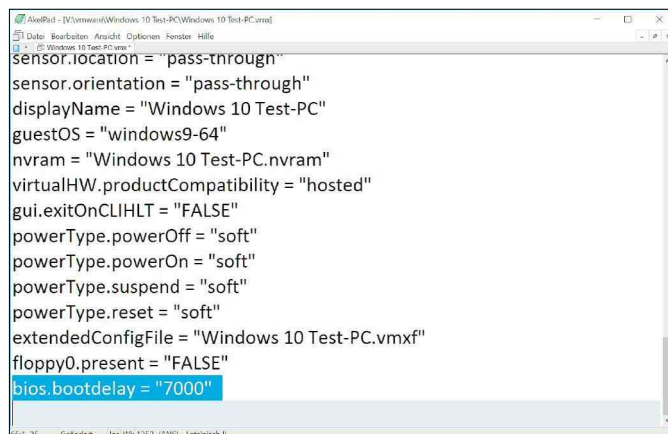 AkelPad - [V:\vmware\Windows 10 Test-PC\Windows 10 Test-PC.vmx]
Datei Bearbeiten Ansicht Optionen Fenster Hilfe
Windows 10 Test-PC.vmx *
sensor.location = "pass-through"
sensor.orientation = "pass-through"
displayName = "Windows 10 Test-PC"
guestOS = "windows9-64"
nvram = "Windows 10 Test-PC.nvram"
virtualHW.productCompatibility = "hosted"
gui.exitOnCLIHLT = "FALSE"
powerType.powerOff = "soft"
powerType.powerOn = "soft"
powerType.suspend = "soft"
powerType.reset = "soft"
extendedConfigFile = "Windows 10 Test-PC.vmxf"
floppy0.present = "FALSE"
bios.bootdelay = "7000"